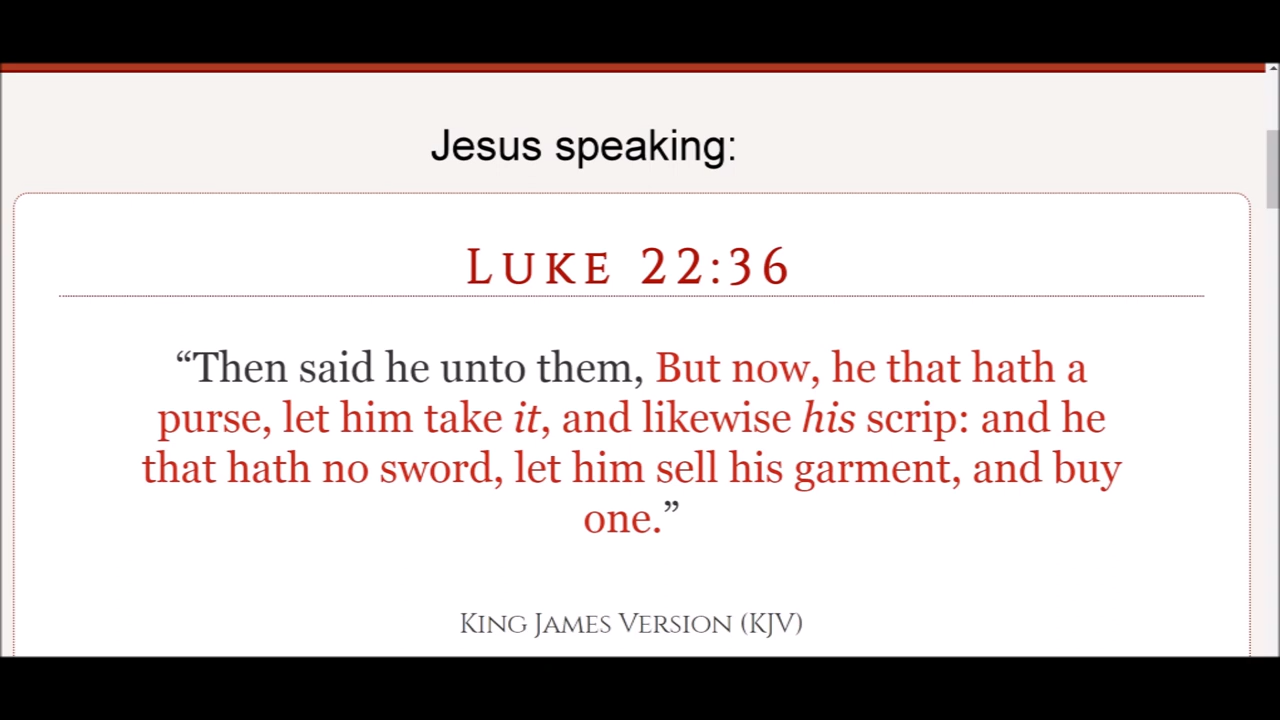 Jesus speaking:
LUKE 22:36
“Then said he unto them, But now, he that hath a
purse, let him take it, and likewise his scrip: and he
that hath no sword, let him sell his garment, and buy
one.”
KING JAMES VERSION (KJV)